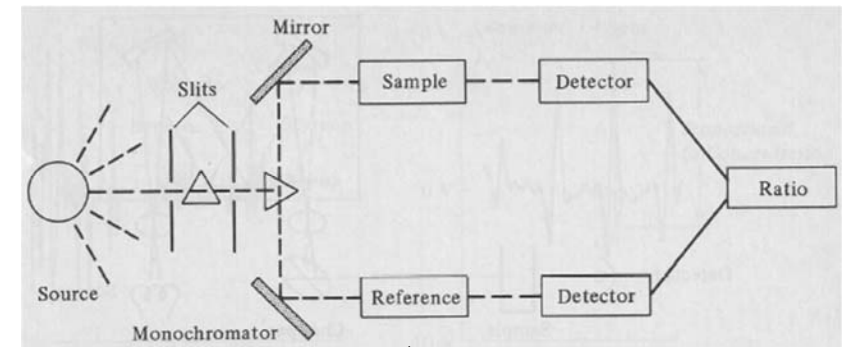 Mirror
Slits
Sample
Detector
Ratio
Source
Reference
Detector
Monochromator